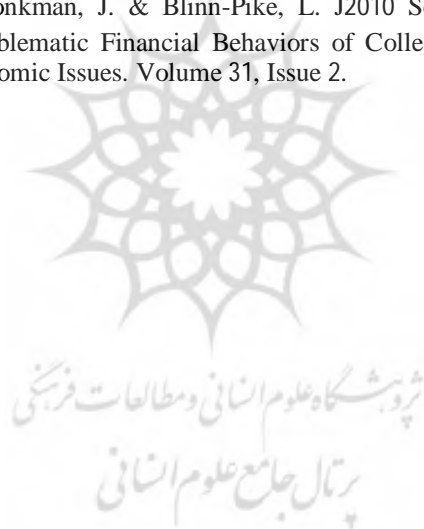 onkman, J. & Blinn-Pike, L. J2010 Se
blematic Financial Behaviors of Colle
omic Issues. Volume 31, Issue 2.
پژوهشگاه علوم انسانی و مطالعات فرهنگی
پرتال جامع علوم انسانی